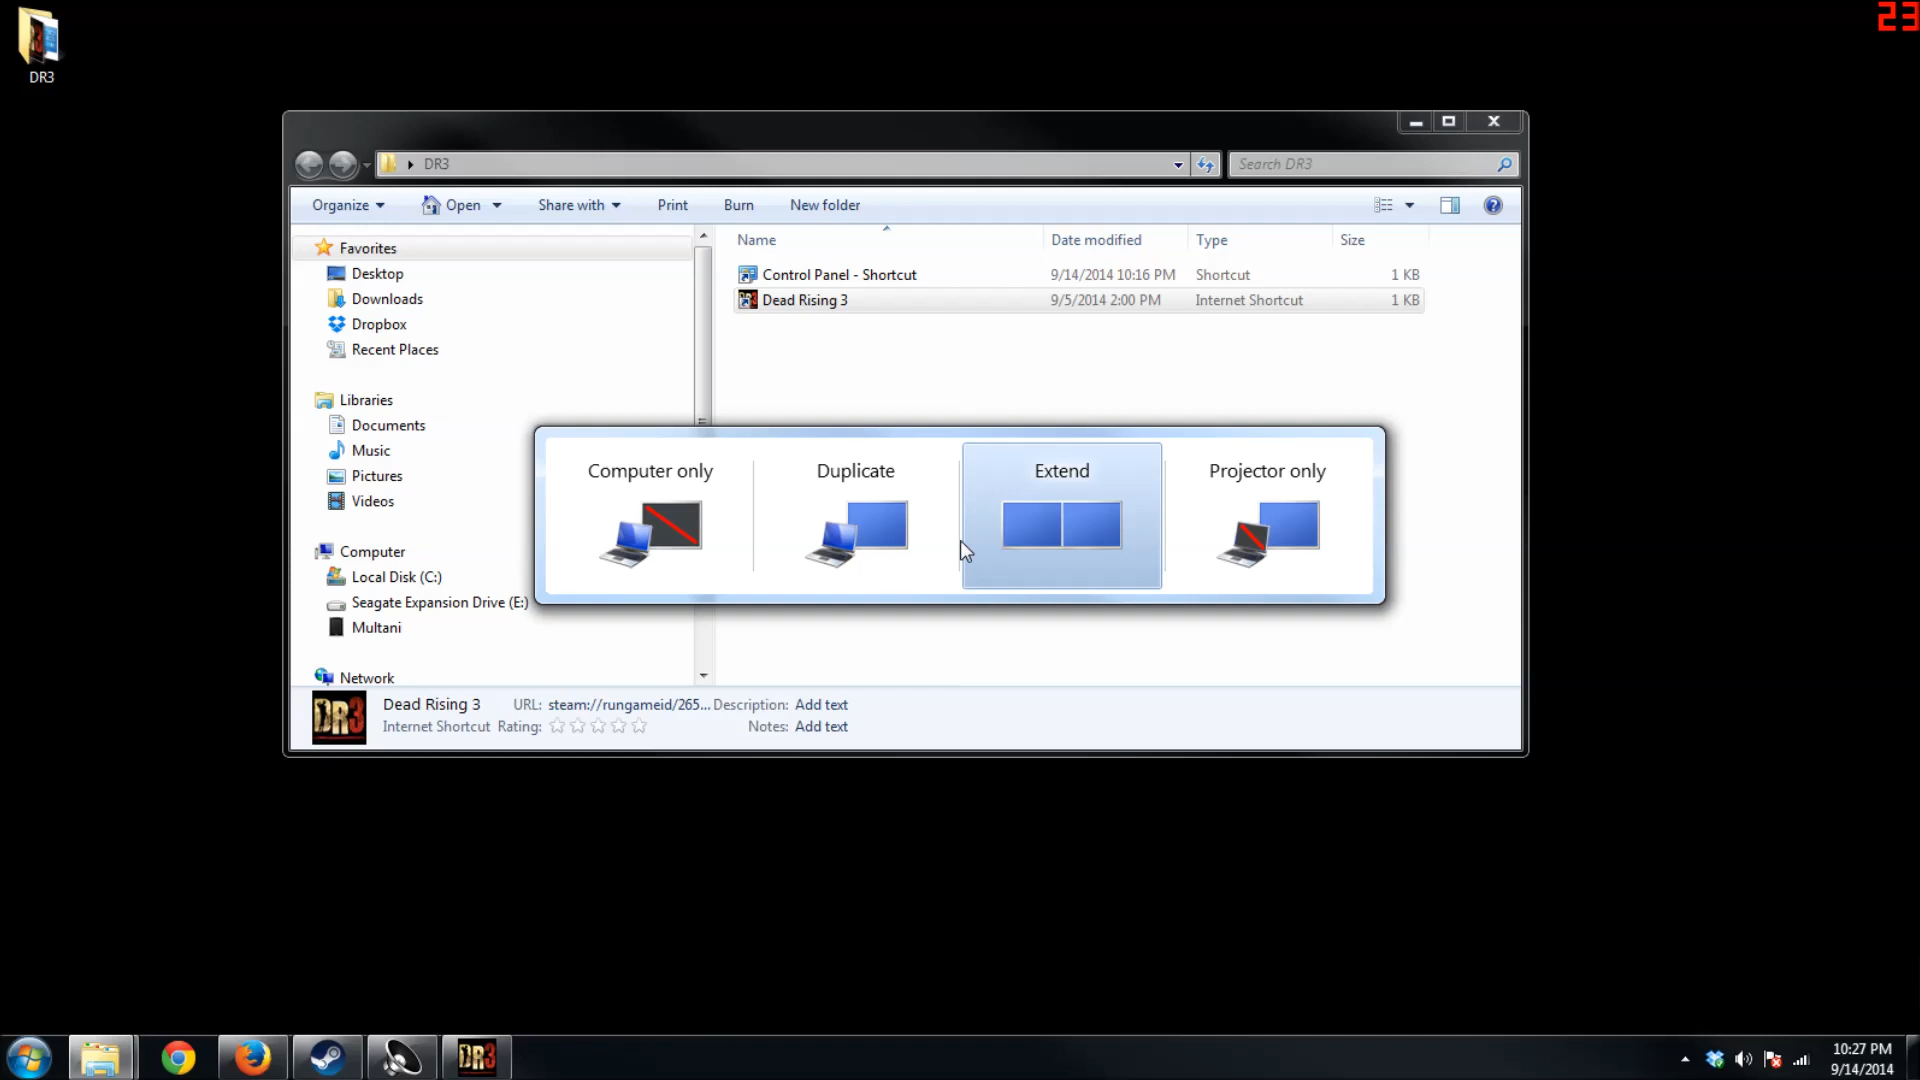 23
DR3
DR3
Search DR3
Organize
Open
Share with
Print
Burn
New folder
Favorites
Desktop
Downloads
Dropbox
Recent Places
Libraries
Documents
Music
Pictures
Videos
Computer
Local Disk (C:)
Seagate Expansion Drive (E:)
Multani
Network
Name Date modified Type Size
Control Panel - Shortcut 9/14/2014 10:16 PM Shortcut 1 KB
Dead Rising 3 9/5/2014 2:00 PM Internet Shortcut 1 KB
Computer only
Duplicate
Extend
Projector only
DR3
Dead Rising 3 URL: steam://rungameid/265... Description: Add text
Internet Shortcut Rating: Notes: Add text
DR3
10:27 PM
9/14/2014